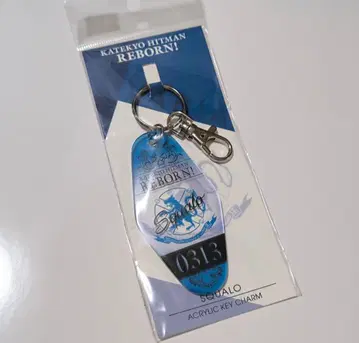 KATEKYO HITMAN
REBORN!
REBORN!
Squalo
0313
SQUALO
ACRYLIC KEY CHARM